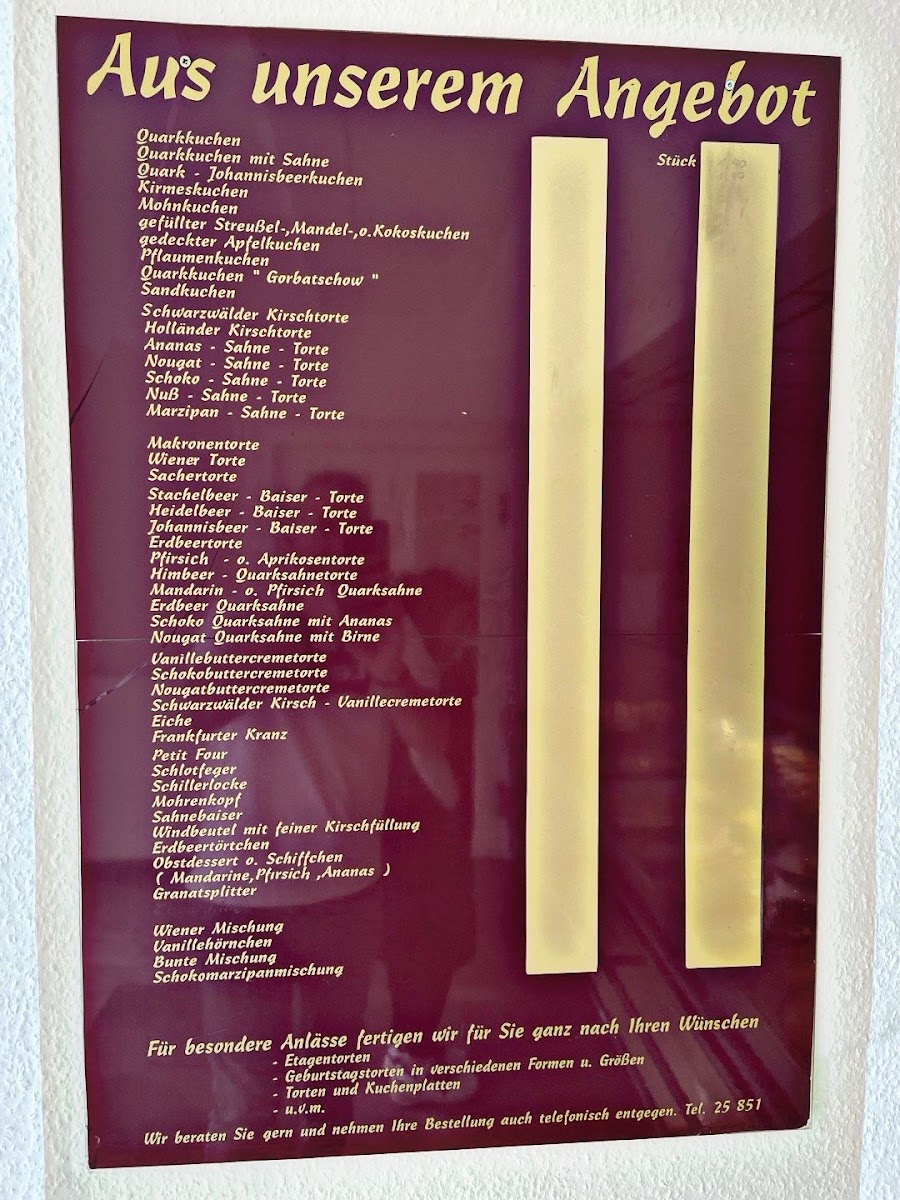 Aus unserem Angebot
Stück
Quarkkuchen
Quarkkuchen mit Sahne
Quark - Johannisbeerkuchen
Kirmeskuchen
Mohnkuchen
gefüllter Streußel-,Mandel-,o.Kokoskuchen
gedeckter Apfelkuchen
Pflaumenkuchen
Quarkkuchen " Gorbatschow "
Sandkuchen
Schwarzwälder Kirschtorte
Holländer Kirschtorte
Ananas - Sahne - Torte
Nougat - Sahne - Torte
Schoko - Sahne - Torte
Nuß - Sahne - Torte
Marzipan - Sahne - Torte
Makronentorte
Wiener Torte
Sachertorte
Stachelbeer - Baiser - Torte
Heidelbeer - Baiser - Torte
Johannisbeer - Baiser - Torte
Erdbeertorte
Pfirsich - o. Aprikosentorte
Himbeer - Quarksahnetorte
Mandarin - o. Pfirsich Quarksahne
Erdbeer Quarksahne
Schoko Quarksahne mit Ananas
Nougat Quarksahne mit Birne
Vanillebuttercremetorte
Schokobuttercremetorte
Nougatbuttercremetorte
Schwarzwälder Kirsch - Vanillecremetorte
Eiche
Frankfurter Kranz
Petit Four
Schlotfeger
Schillerlocke
Mohrenkopf
Sahnebaiser
Windbeutel mit feiner Kirschfüllung
Erdbeertörtchen
Obstdessert o. Schiffchen
( Mandarine,Pfirsich ,Ananas )
Granatsplitter
Wiener Mischung
Vanillehörnchen
Bunte Mischung
Schokomarzipanmischung
Für besondere Anlässe fertigen wir für Sie ganz nach Ihren Wünschen
- Etagentorten
- Geburtstagstorten in verschiedenen Formen u. Größen
- Torten und Kuchenplatten
- u.v.m.
Wir beraten Sie gern und nehmen Ihre Bestellung auch telefonisch entgegen. Tel. 25 851